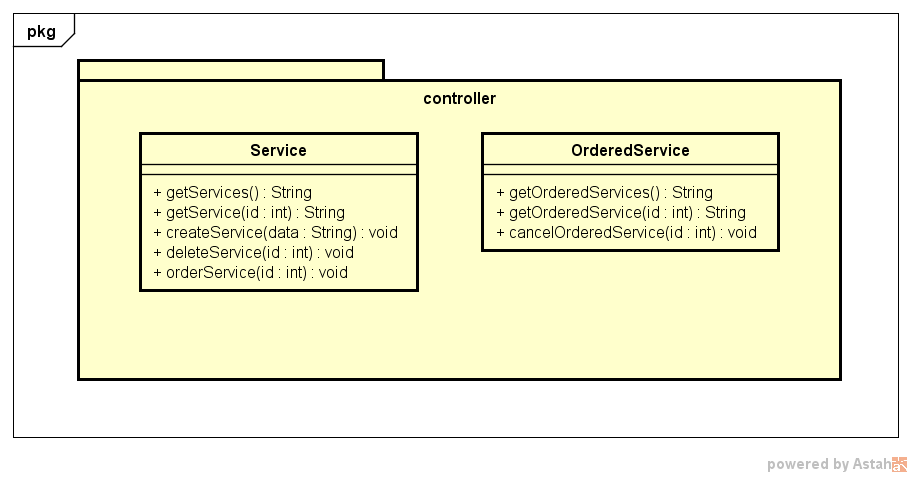 pkg
controller
Service
+ getServices() : String
+ getService(id : int) : String
+ createService(data : String) : void
+ deleteService(id : int) : void
+ orderService(id : int) : void
OrderedService
+ getOrderedServices() : String
+ getOrderedService(id : int) : String
+ cancelOrderedService(id : int) : void
powered by Astah